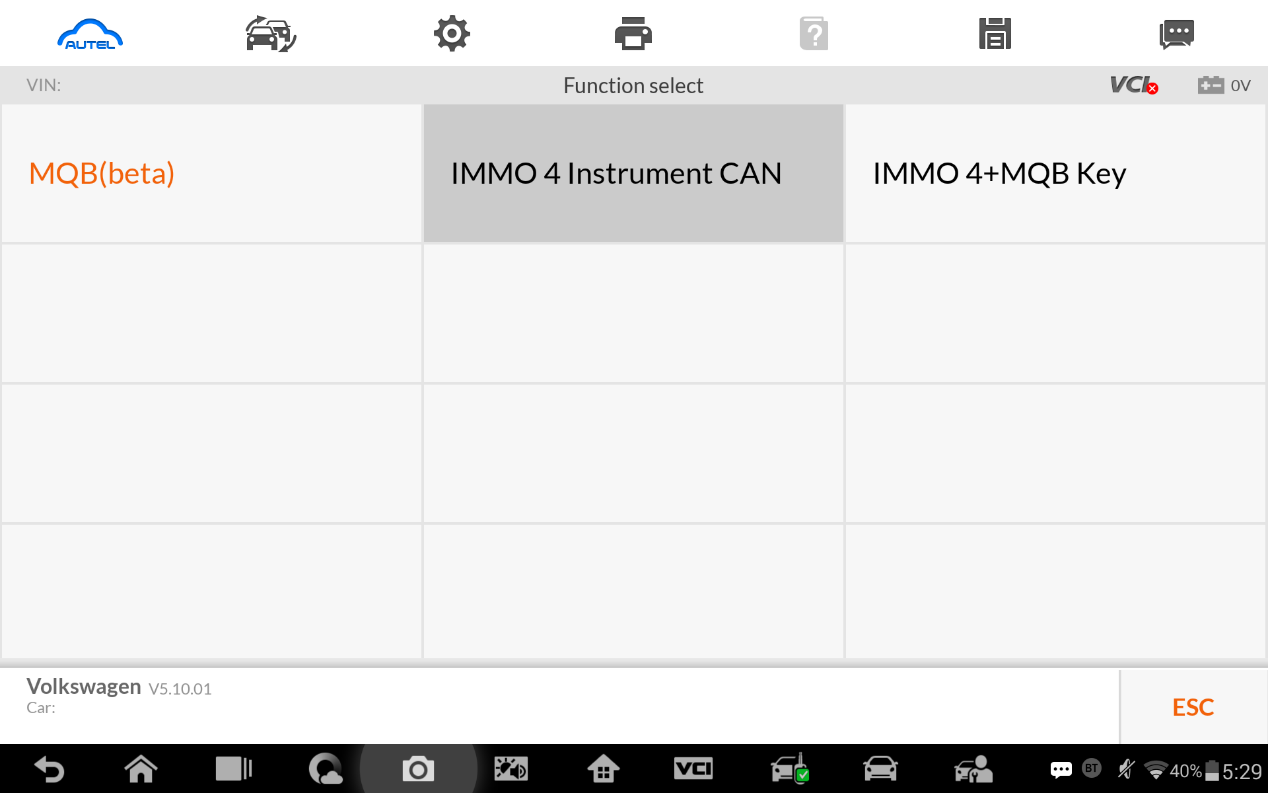 AUTEL
VIN:
Function select
VCI
0V
MQB(beta)
IMMO 4 Instrument CAN
IMMO 4+MQB Key
Volkswagen V5.10.01
Car:
ESC
VCI
BT
40%
5:29